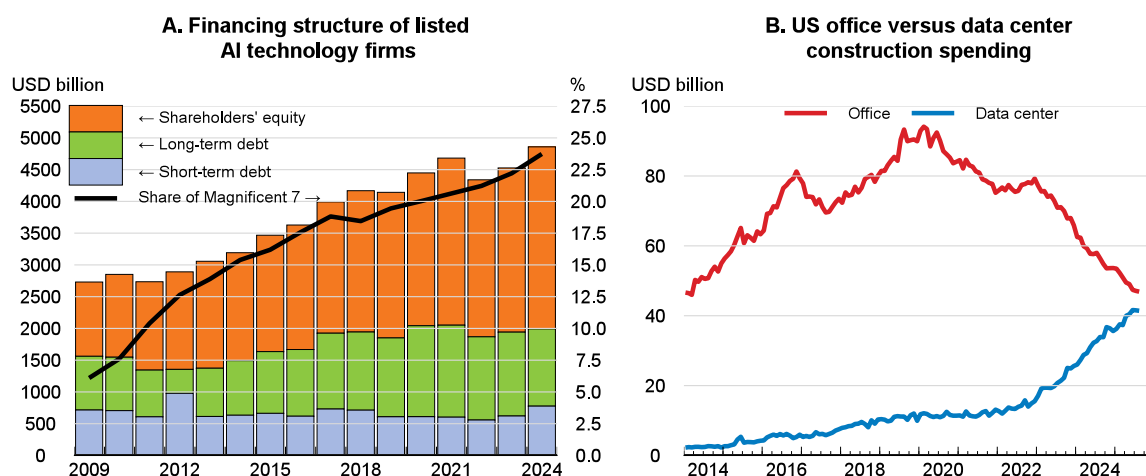 A. Financing structure of listed
AI technology firms
USD billion
%
5500
5000
4500
4000
3500
3000
2500
2000
1500
1000
500
0
27.5
25.0
22.5
20.0
17.5
15.0
12.5
10.0
7.5
5.0
2.5
0.0
← Shareholders' equity
← Long-term debt
← Short-term debt
Share of Magnificent 7 →
2009 2012 2015 2018 2021 2024
B. US office versus data center
construction spending
USD billion
100
80
60
40
20
0
Office Data center
2014 2016 2018 2020 2022 2024